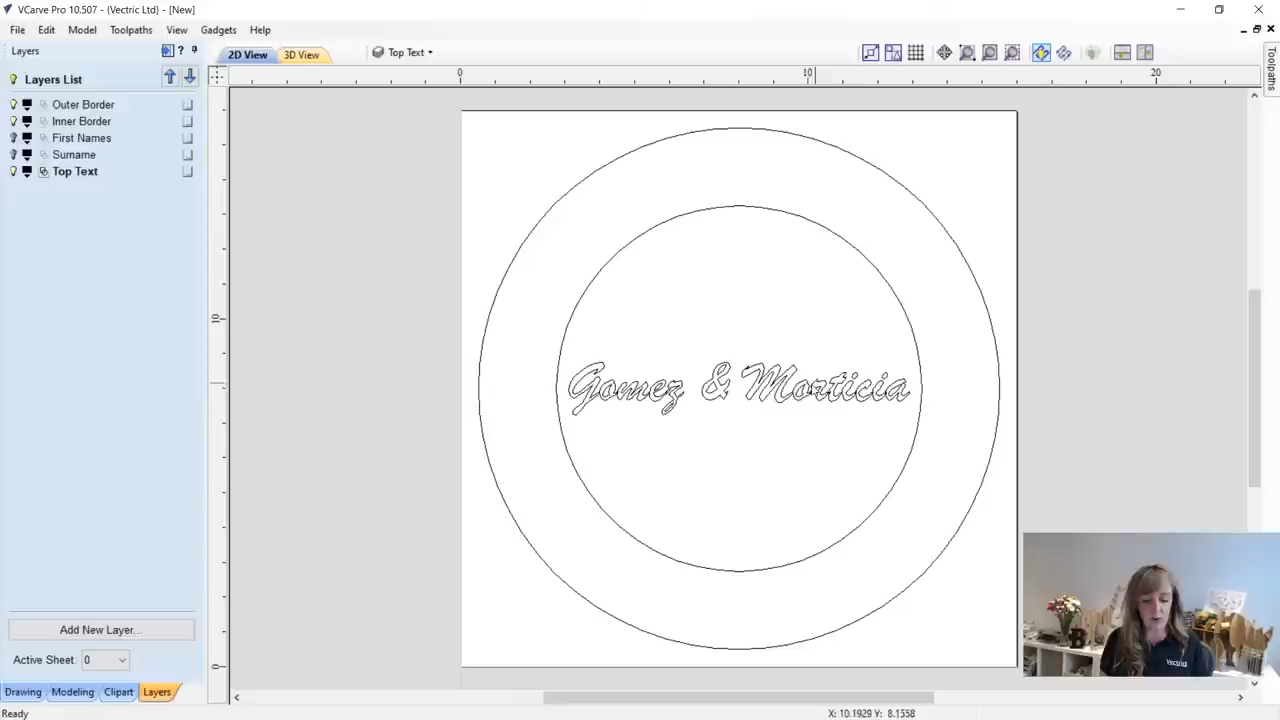 VCarve Pro 10.507 - {Vectric Ltd} - [New]
File Edit Model Toolpaths View Gadgets Help
Layers ?
2D View 3D View Top Text
Toolpaths
Layers List
0 10 20
Outer Border
Inner Border
First Names
Surname
Top Text
10
Gomez & Morticia
Add New Layer...
Active Sheet: 0
0
Vectric
Drawing Modeling Clipart Layers
Ready X: 10.1929 Y: 8.1558